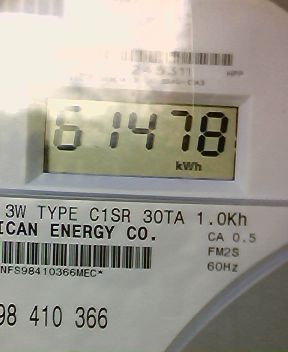 61478
kWh
3W TYPE C1SR 30TA 1.0Kh
ICAN ENERGY CO.
CA 0.5
FM2S
60Hz
NFS98410366MEC*
98 410 366